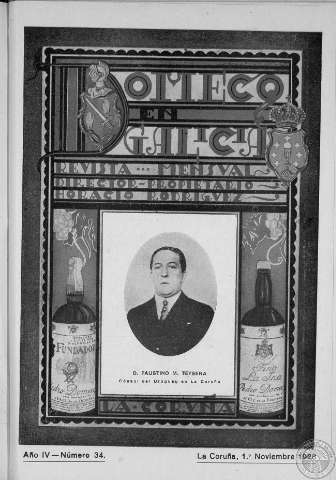 DOMECQ
EN
GALICIA
REVISTA MENSUAL
DIRECTOR-PROPIETARIO
HORACIO RODRIGUEZ
D. FAUSTINO M. TEYSERA
Cónsul del Uruguay en La Coruña
FUNDADOR
Pedro Domecq
Pedro Domecq
LA-CORUÑA
Año IV — Número 34.
La Coruña, 1.º Noviembre 1928